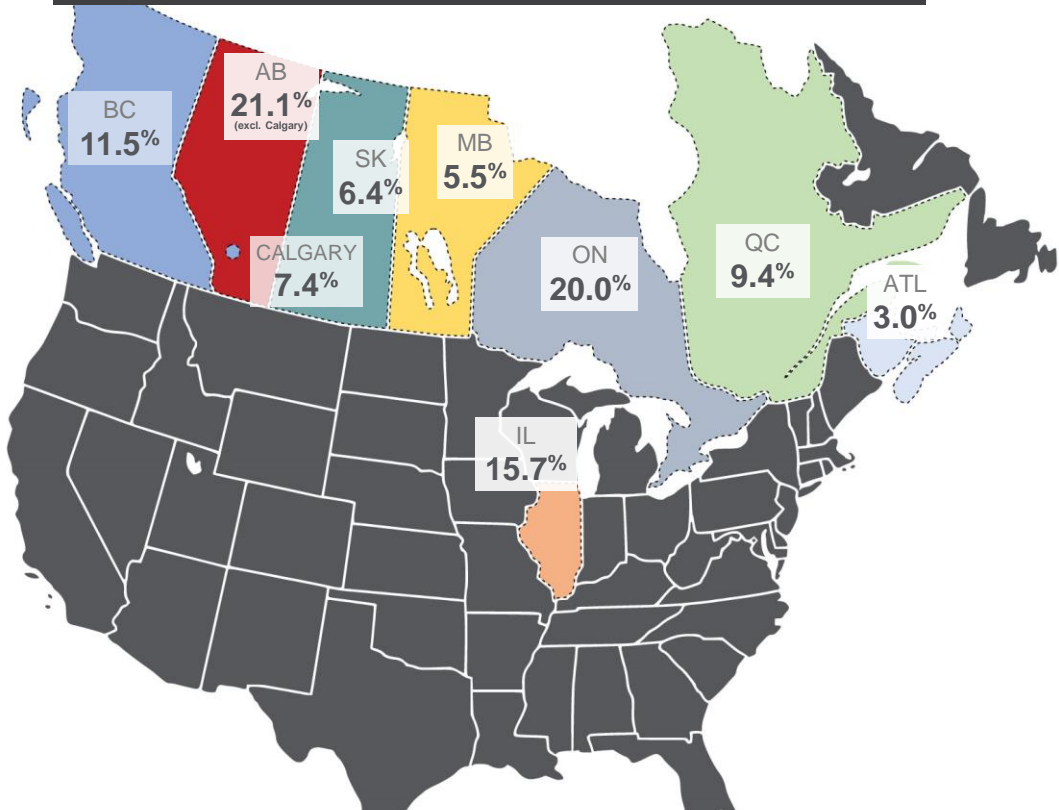 AB
21.1%
(excl. Calgary)
BC
11.5%
SK
6.4%
MB
5.5%
CALGARY
7.4%
ON
20.0%
QC
9.4%
ATL
3.0%
IL
15.7%